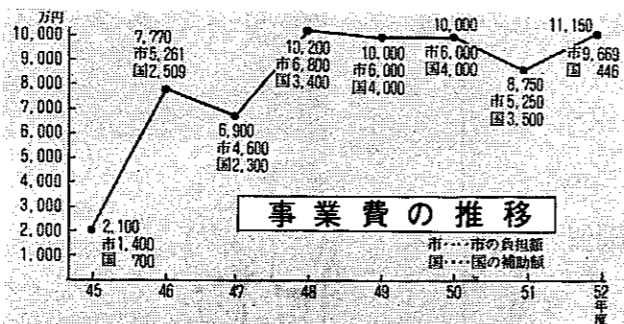 万円
10,000
9,000
8,000
7,000
6,000
5,000
4,000
3,000
2,000
1,000
2,100
市1,400
国 700
7,770
市5,261
国2,509
6,900
市4,600
国2,300
10,200
市6,800
国3,400
10,000
市6,000
国4,000
10,000
市6,000
国4,000
8,750
市5,250
国3,500
11,150
市9,669
国 446
事業費の推移
市‥‥市の負担額
国‥‥国の補助額
45 46 47 48 49 50 51 52
年度